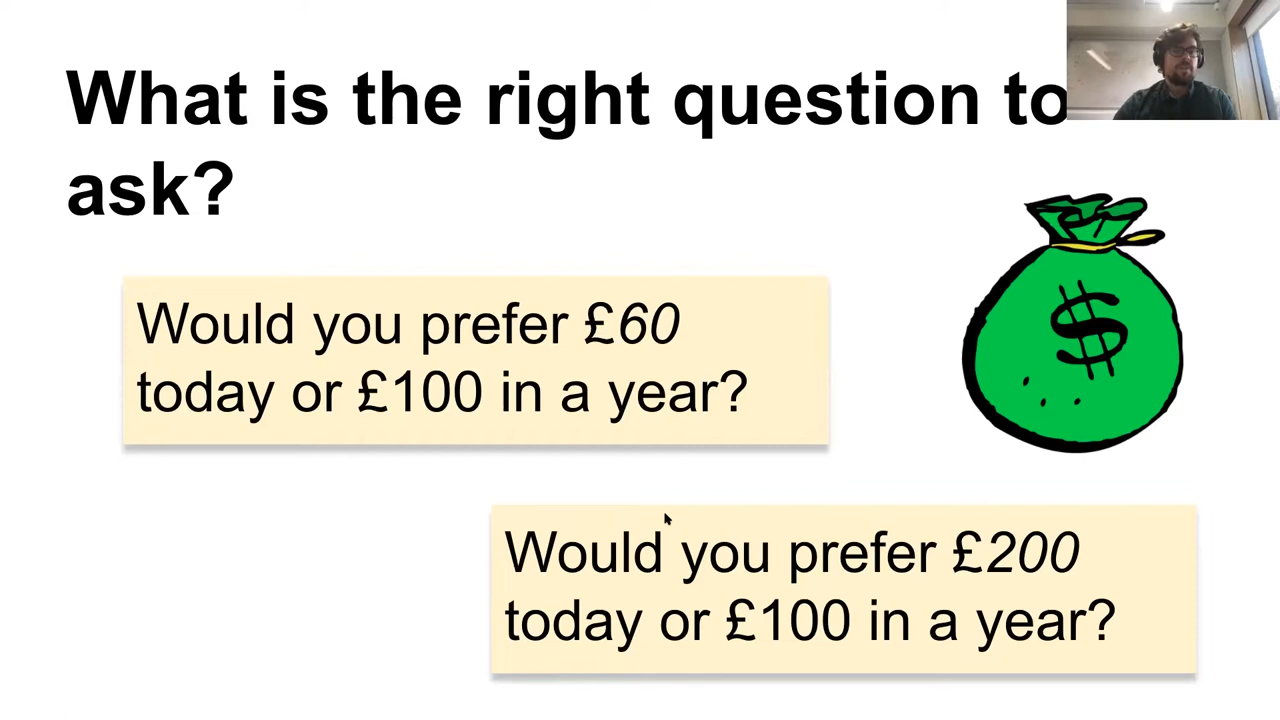 What is the right question to
ask?
Would you prefer £60
today or £100 in a year?
$
Would you prefer £200
today or £100 in a year?